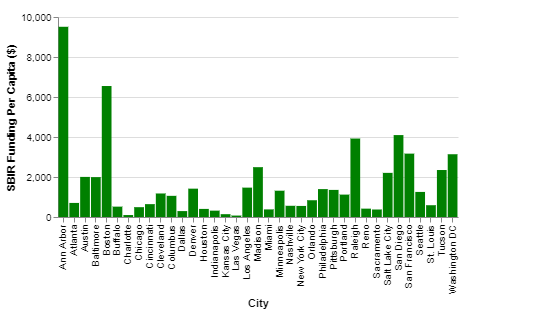 10,000
8,000
6,000
4,000
2,000
0
SBIR Funding Per Capita ($)
Ann Arbor
Atlanta
Austin
Baltimore
Boston
Buffalo
Charlotte
Chicago
Cincinnati
Cleveland
Columbus
Dallas
Denver
Houston
Indianapolis
Kansas City
Las Vegas
Los Angeles
Madison
Miami
Minneapolis
Nashville
New York City
Orlando
Philadelphia
Pittsburgh
Portland
Raleigh
Reno
Sacramento
Salt Lake City
San Diego
San Francisco
Seattle
St. Louis
Tucson
Washington DC
City